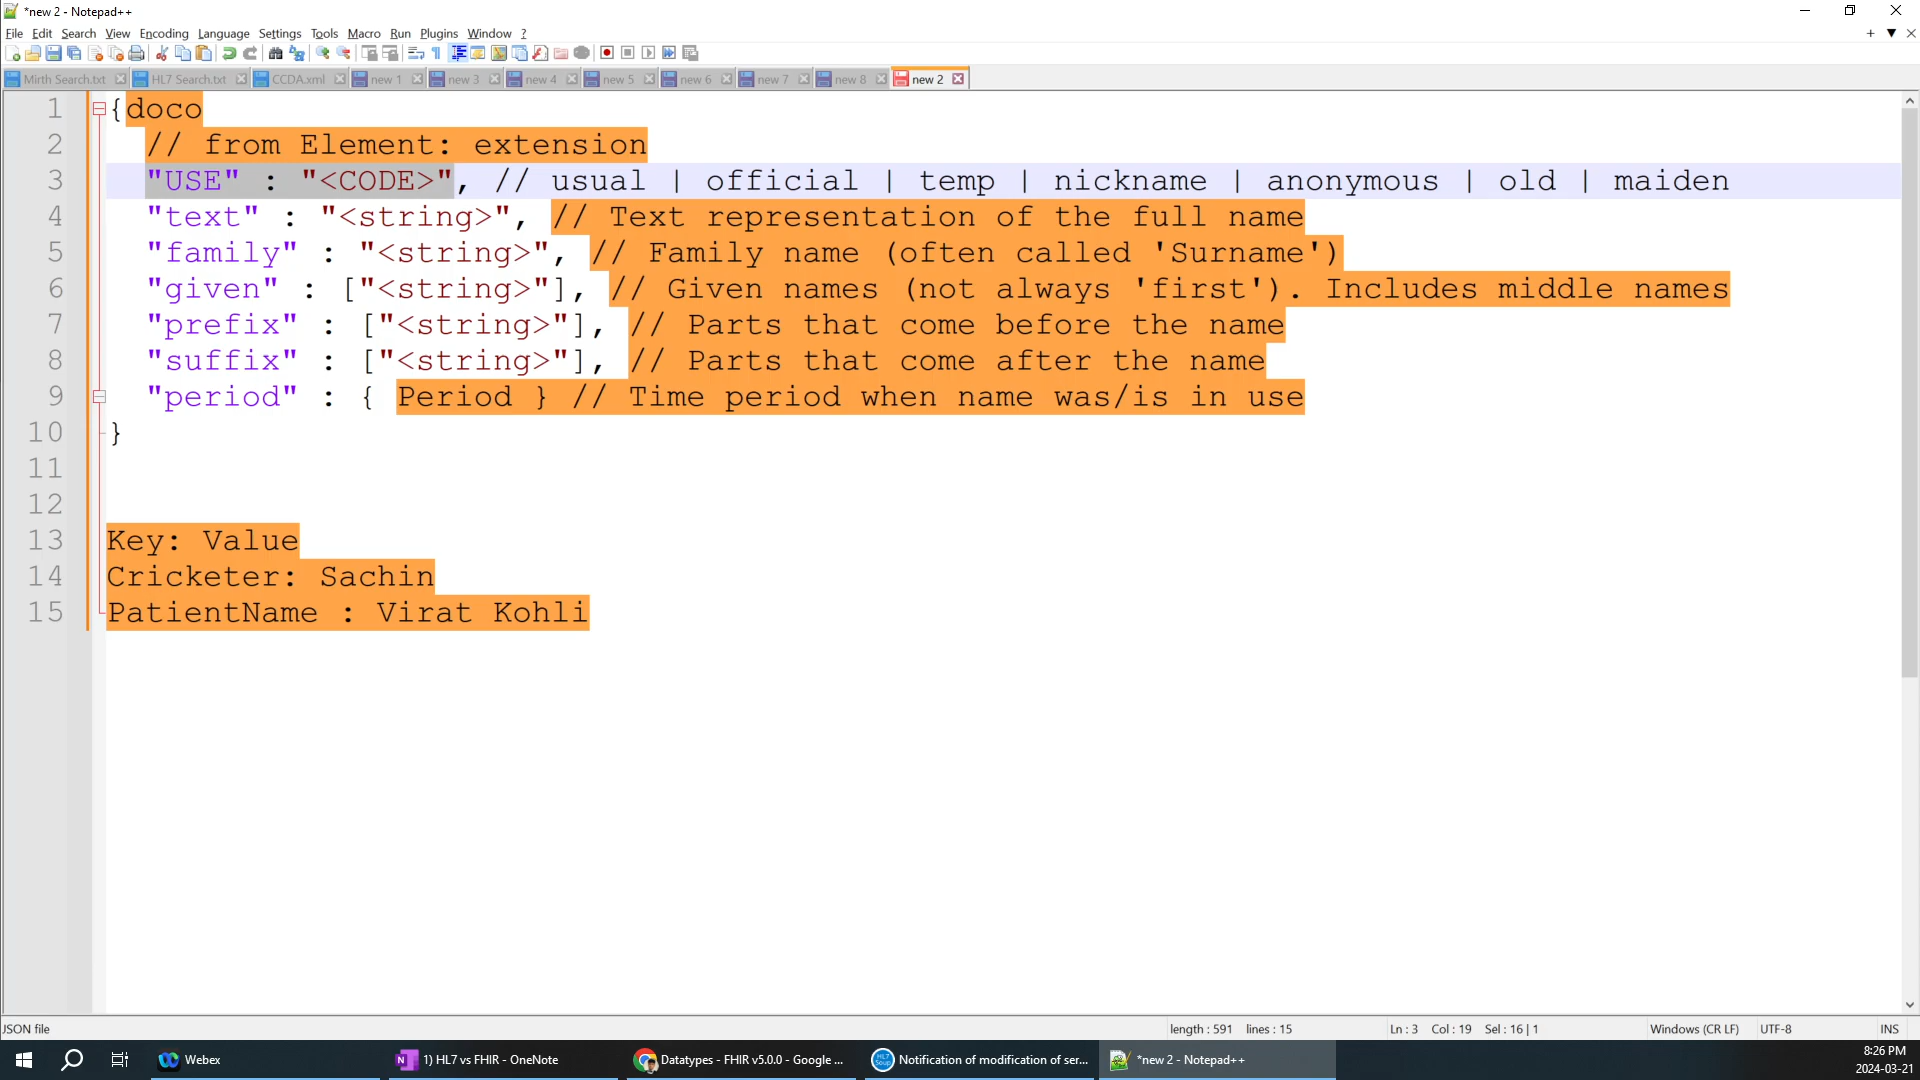 *new 2 - Notepad++
File Edit Search View Encoding Language Settings Tools Macro Run Plugins Window ?
Mirth Search.txt HL7 Search.txt CCDA.xml new 1 new 3 new 4 new 5 new 6 new 7 new 8 new 2
1 {doco
2 // from Element: extension
3 "USE" : "<CODE>", // usual | official | temp | nickname | anonymous | old | maiden
4 "text" : "<string>", // Text representation of the full name
5 "family" : "<string>", // Family name (often called 'Surname')
6 "given" : ["<string>"], // Given names (not always 'first'). Includes middle names
7 "prefix" : ["<string>"], // Parts that come before the name
8 "suffix" : ["<string>"], // Parts that come after the name
9 "period" : { Period } // Time period when name was/is in use
10 }
11
12
13 Key: Value
14 Cricketer: Sachin
15 PatientName : Virat Kohli
JSON file length : 591 lines : 15 Ln : 3 Col : 19 Sel : 16 | 1 Windows (CR LF) UTF-8 INS
Webex 1) HL7 vs FHIR - OneNote Datatypes - FHIR v5.0.0 - Google ... HL7 Soup Notification of modification of ser... *new 2 - Notepad++ 8:26 PM
2024-03-21